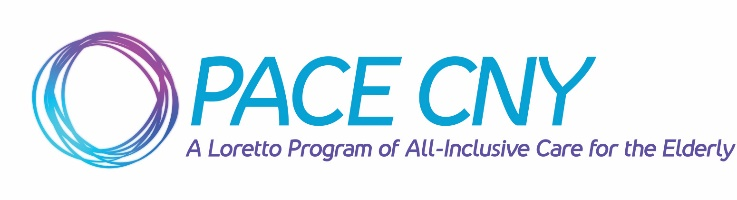 PACE CNY
A Loretto Program of All-Inclusive Care for the Elderly